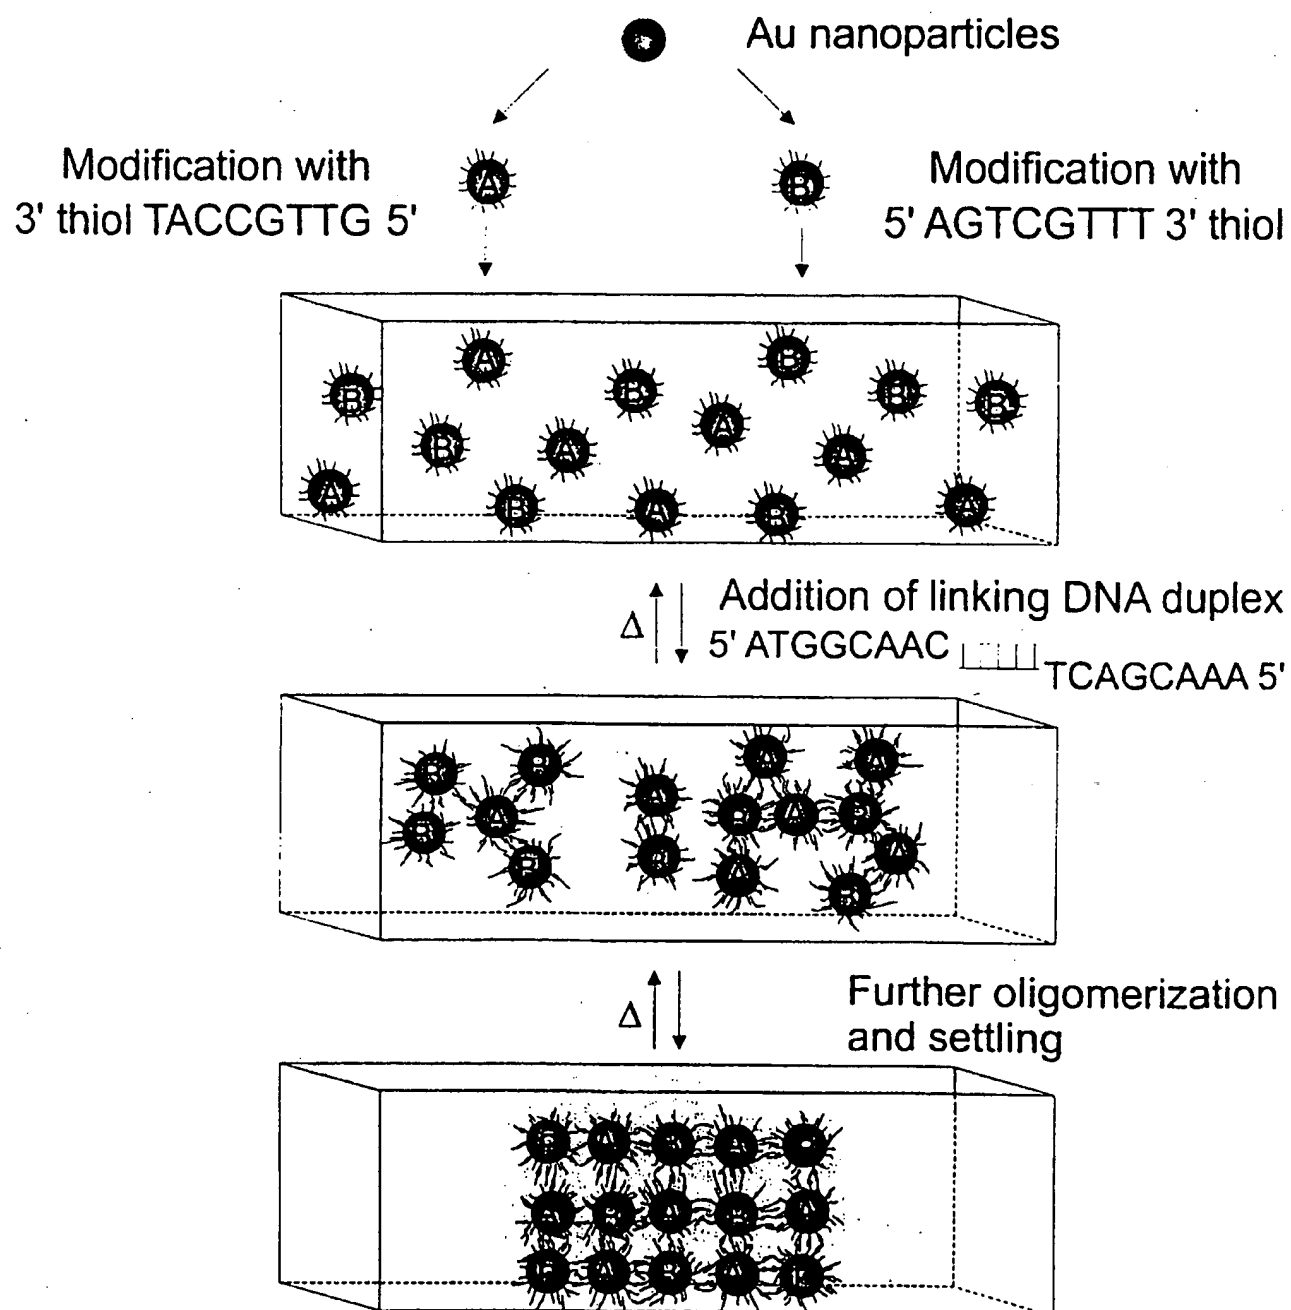 Au nanoparticles
Modification with
3' thiol TACCGTTG 5'
A
B
Modification with
5' AGTCGTTT 3' thiol
A
B
B
B
B
B
A
B
A
A
A
B
A
B
A
Δ
Addition of linking DNA duplex
5' ATGGCAAC
TCAGCAAA 5'
B
B
A
A
A
B
A
B
A
B
B
B
A
A
B
Δ
Further oligomerization
and settling
B A B A B
A B A B A
B A B A B